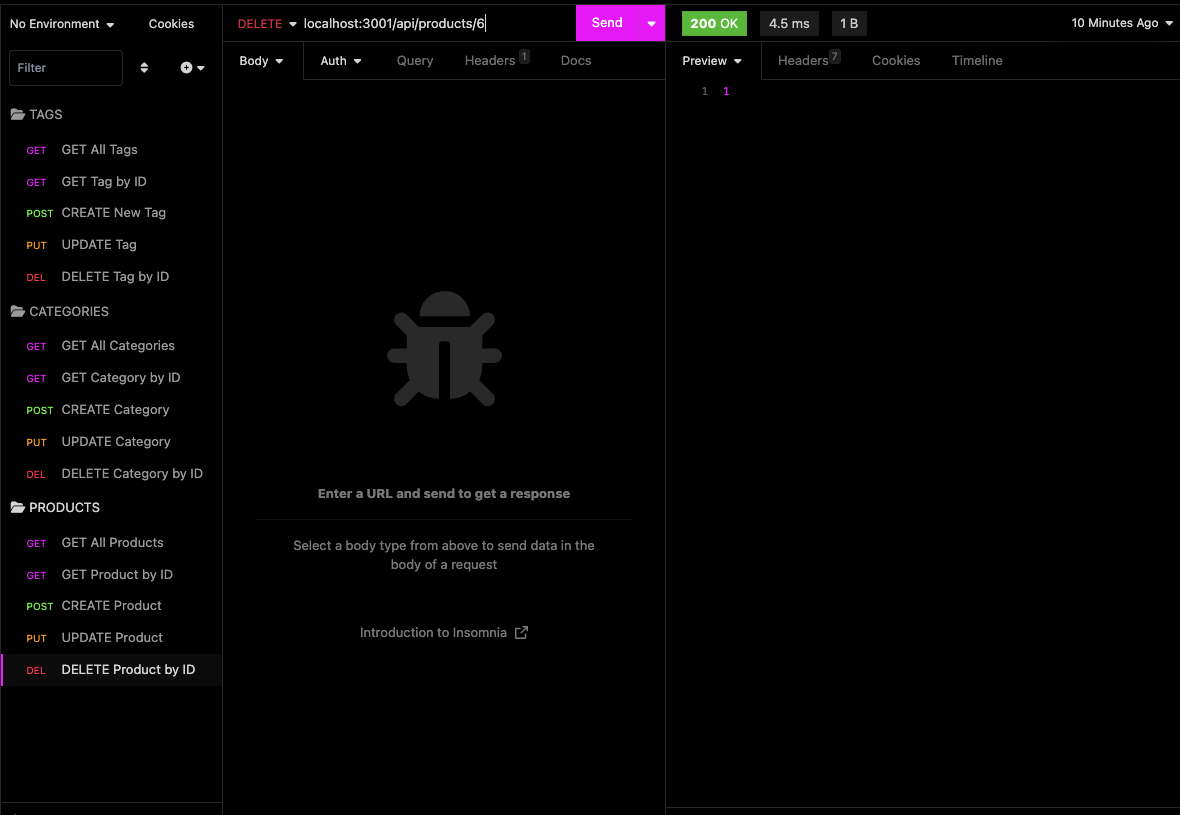 No Environment
Cookies
DELETE localhost:3001/api/products/6
Send
200 OK
4.5 ms
1 B
10 Minutes Ago
Filter
Body
Auth
Query
Headers 1
Docs
Preview
Headers 7
Cookies
Timeline
1 1
TAGS
GET GET All Tags
GET GET Tag by ID
POST CREATE New Tag
PUT UPDATE Tag
DEL DELETE Tag by ID
CATEGORIES
GET GET All Categories
GET GET Category by ID
POST CREATE Category
PUT UPDATE Category
DEL DELETE Category by ID
PRODUCTS
GET GET All Products
GET GET Product by ID
POST CREATE Product
PUT UPDATE Product
DEL DELETE Product by ID
Enter a URL and send to get a response
Select a body type from above to send data in the
body of a request
Introduction to Insomnia